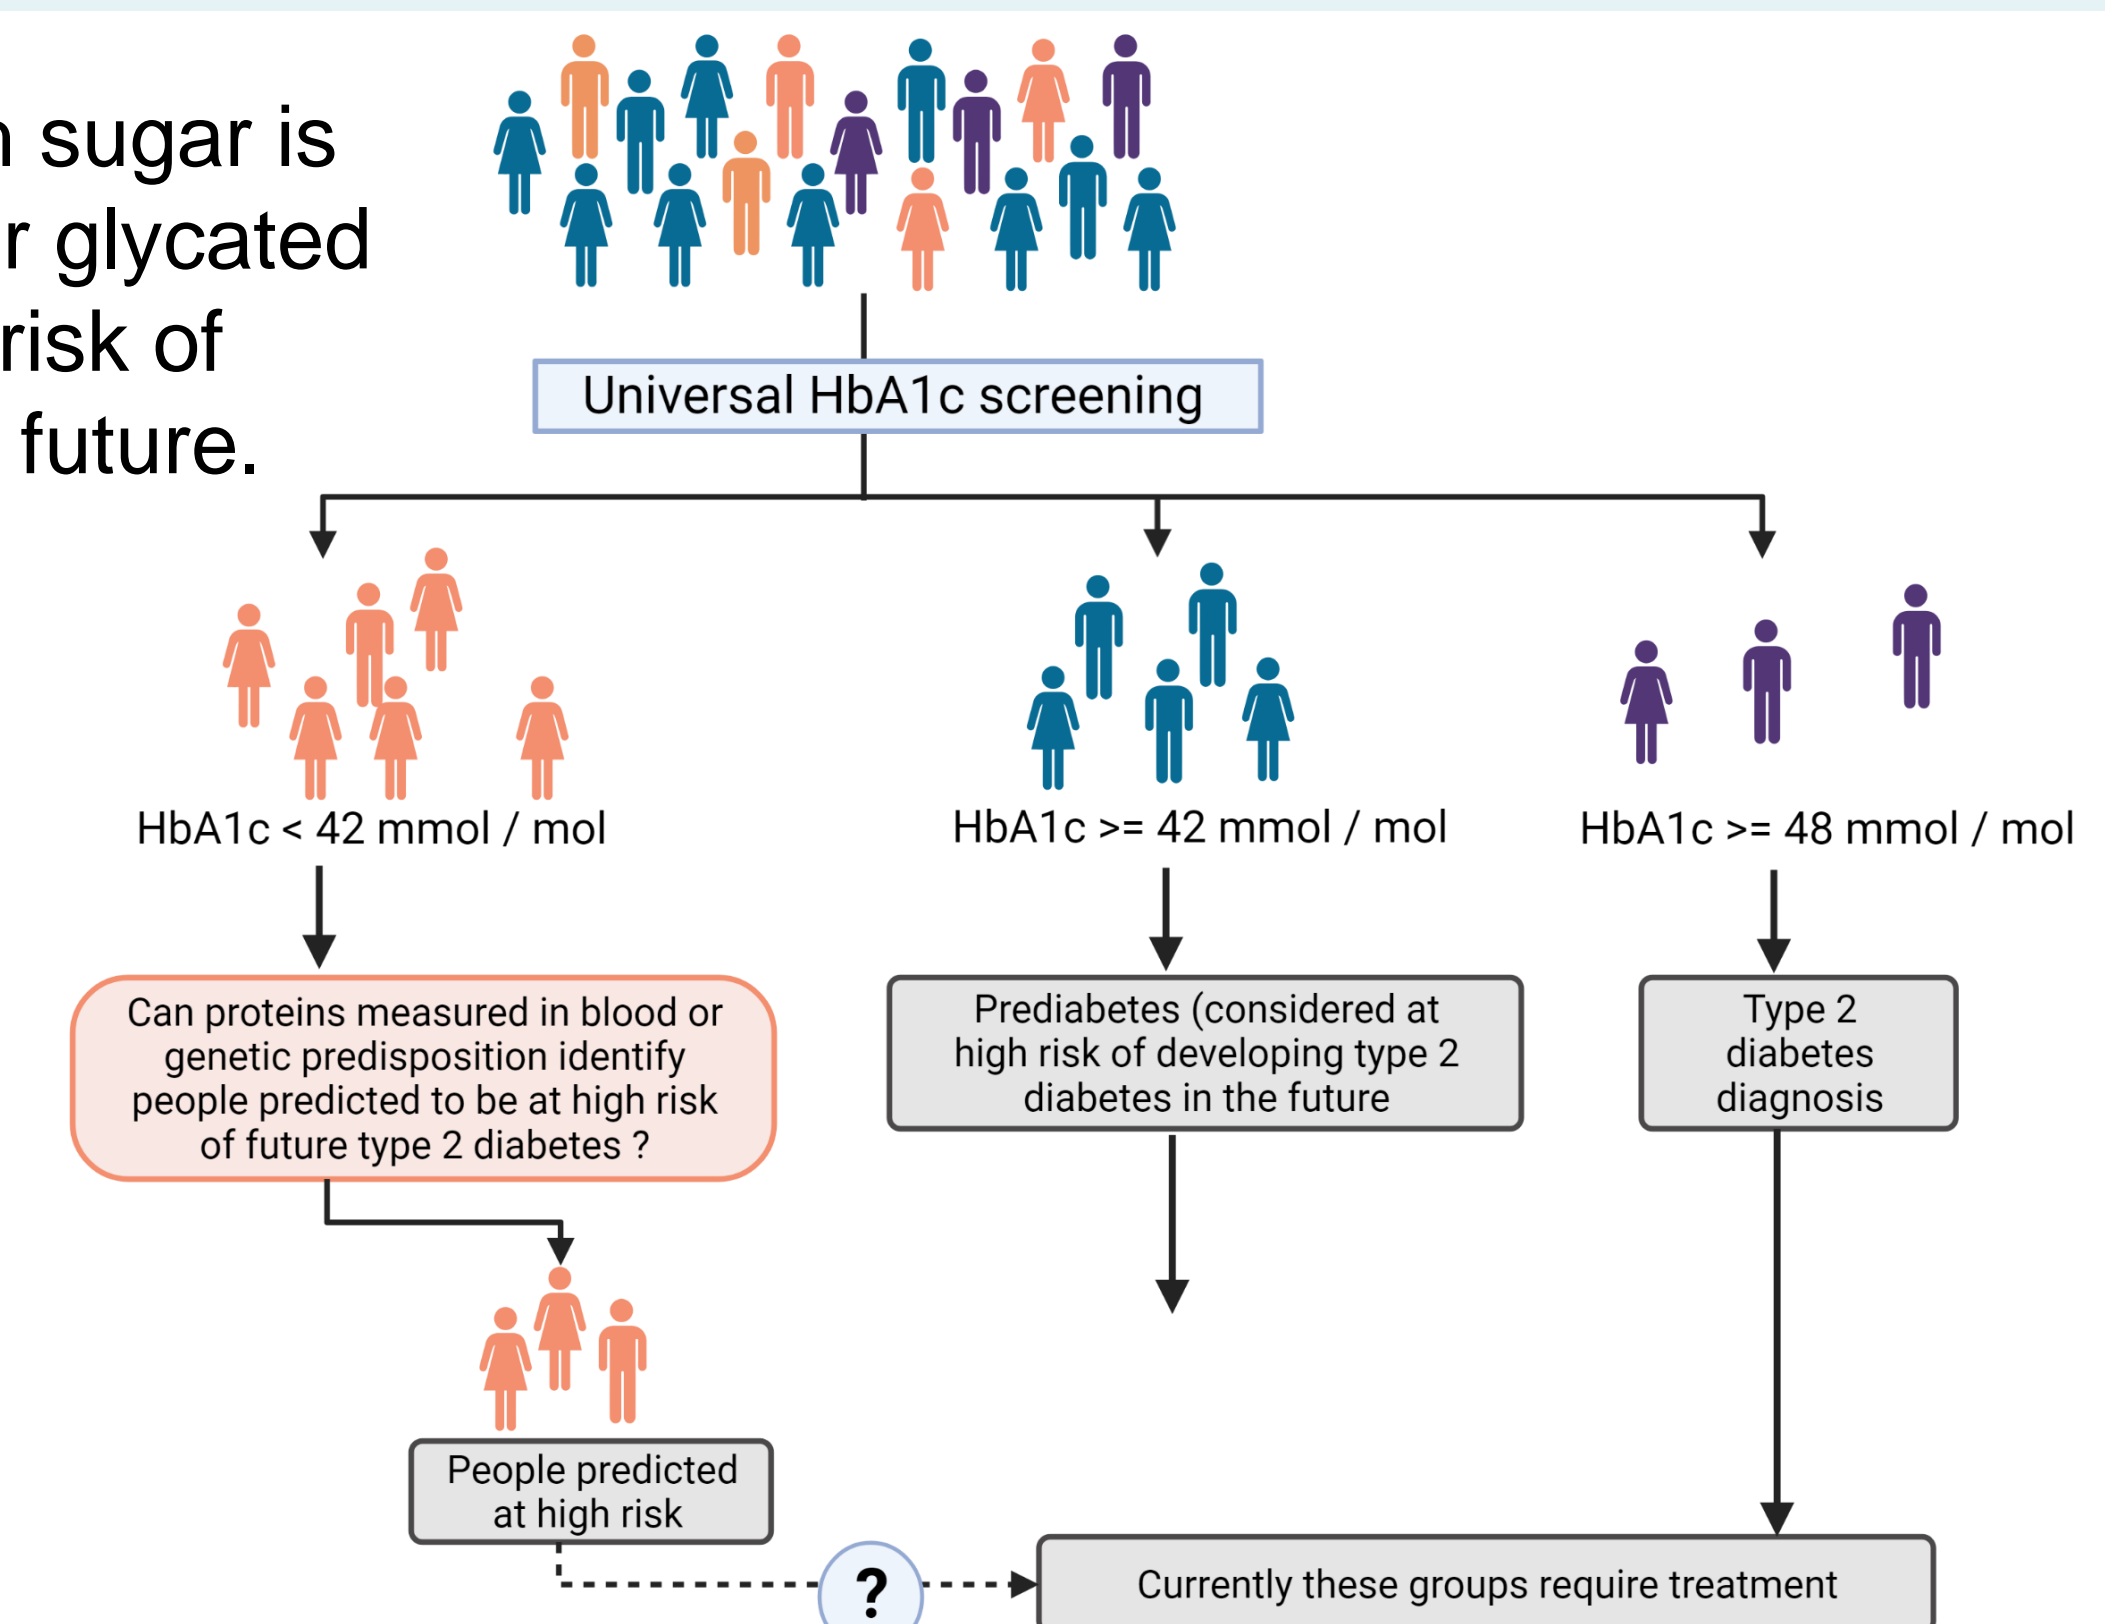 sugar is
glycated
risk of
future.
Universal HbA1c screening
HbA1c < 42 mmol / mol
HbA1c >= 42 mmol / mol
HbA1c >= 48 mmol / mol
Can proteins measured in blood or
genetic predisposition identify
people predicted to be at high risk
of future type 2 diabetes ?
Prediabetes (considered at
high risk of developing type 2
diabetes in the future
Type 2
diabetes
diagnosis
People predicted
at high risk
?
Currently these groups require treatment